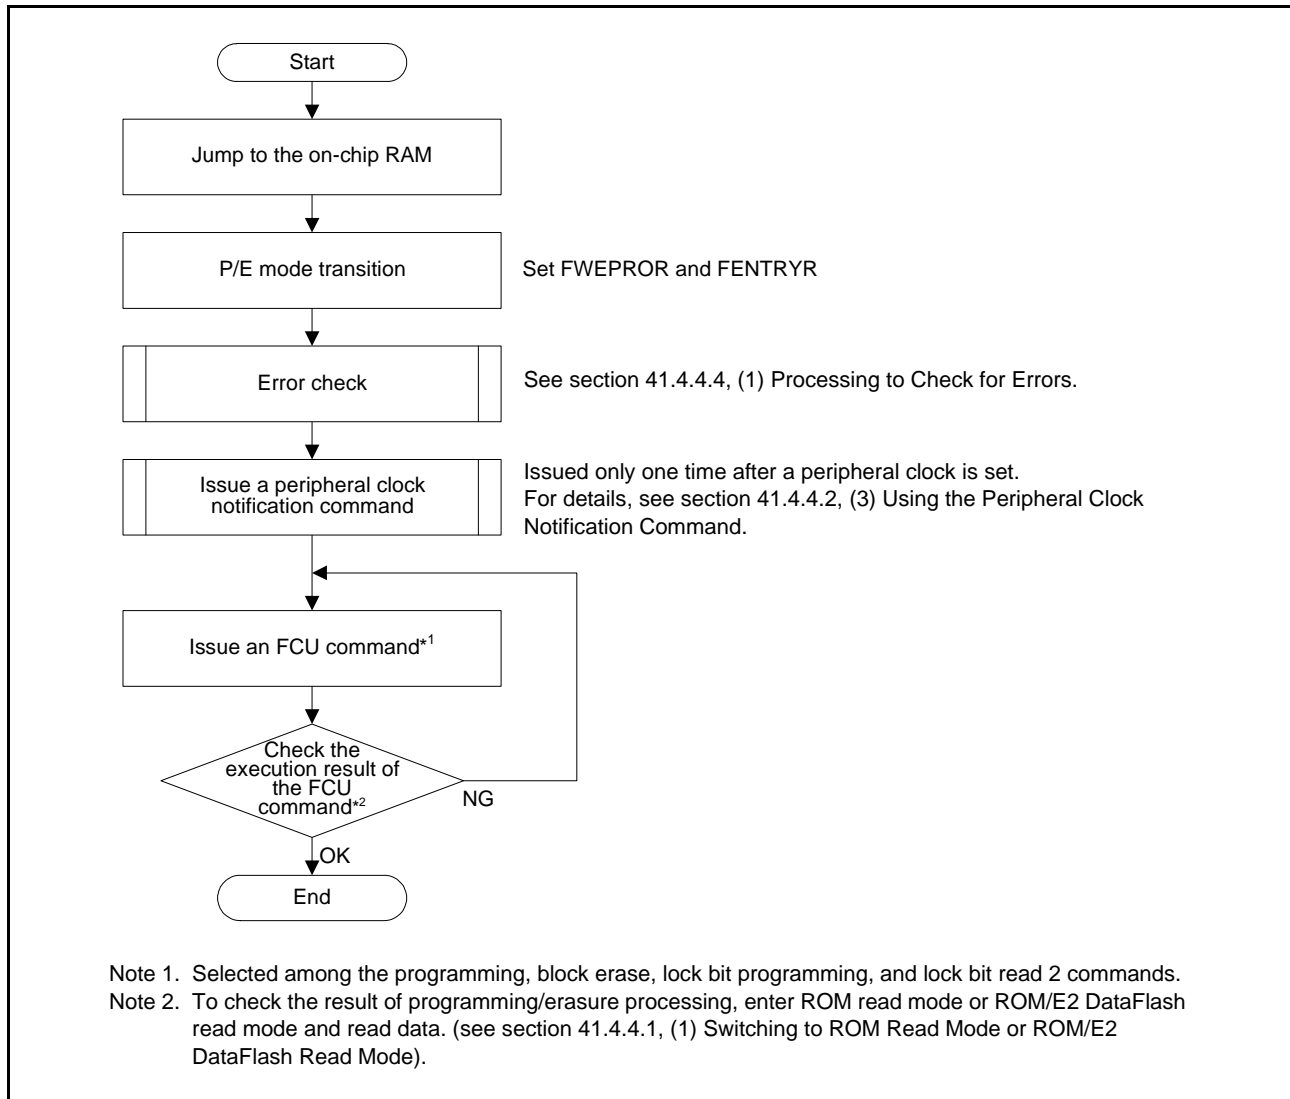 Start
Jump to the on-chip RAM
P/E mode transition
Set FWEPROR and FENTRYR
Error check
See section 41.4.4.4, (1) Processing to Check for Errors.
Issue a peripheral clock
notification command
Issued only one time after a peripheral clock is set.
For details, see section 41.4.4.2, (3) Using the Peripheral Clock
Notification Command.
Issue an FCU command*1
Check the
execution result of
the FCU
command*2
NG
OK
End
Note 1. Selected among the programming, block erase, lock bit programming, and lock bit read 2 commands.
Note 2. To check the result of programming/erasure processing, enter ROM read mode or ROM/E2 DataFlash
read mode and read data. (see section 41.4.4.1, (1) Switching to ROM Read Mode or ROM/E2
DataFlash Read Mode).